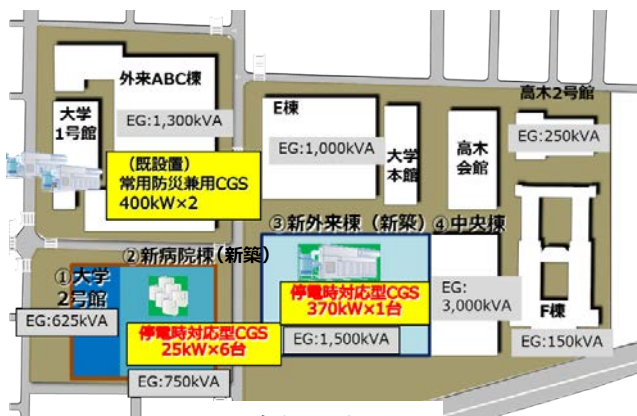 外来ABC棟
EG:1,300kVA
大学
1号館
(既設置)
常用防災兼用CGS
400kW×2
E棟
EG:1,000kVA
大学
本館
高木
会館
高木2号館
EG:250kVA
③新外来棟(新築)
④中央棟
②新病院棟(新築)
①大学
2号館
EG:625kVA
停電時対応型CGS
25kW×6台
EG:750kVA
停電時対応型CGS
370kW×1台
EG:1,500kVA
EG:
3,000kVA
F棟
EG:150kVA